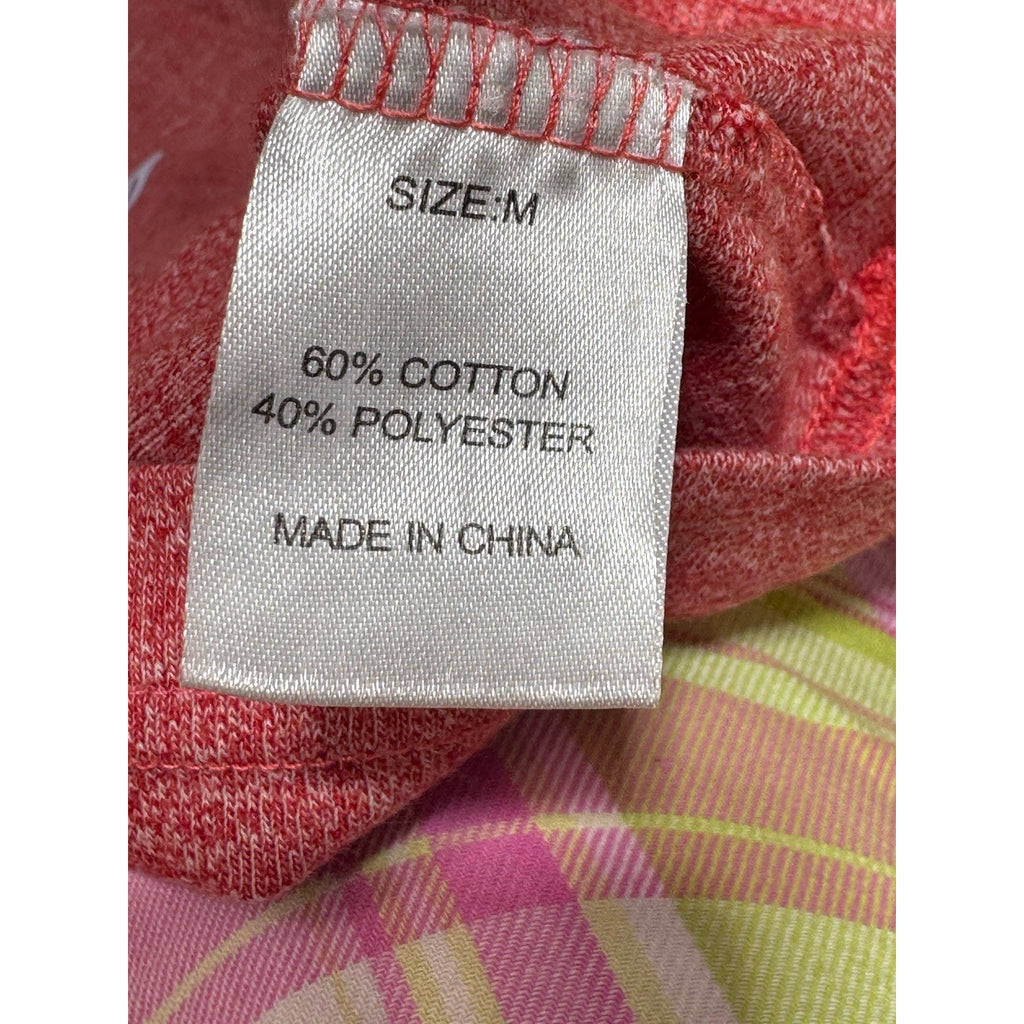 SIZE:M
60% COTTON
40% POLYESTER
MADE IN CHINA